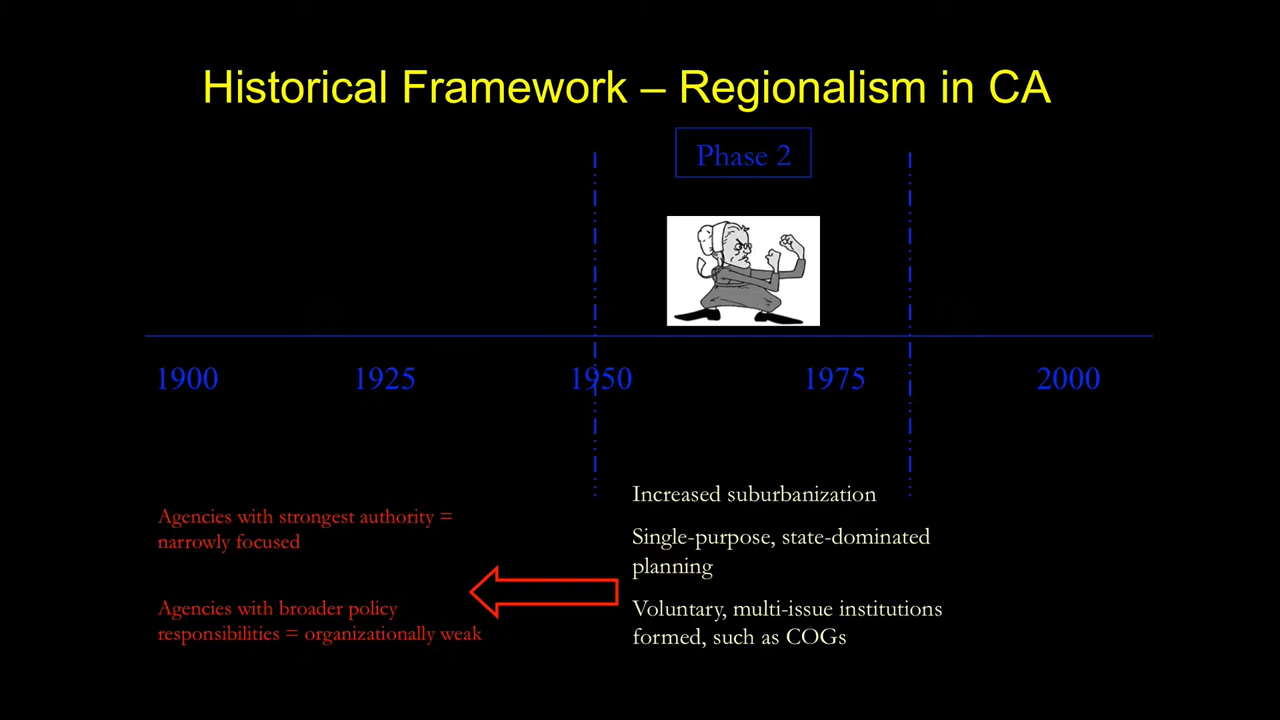 Historical Framework – Regionalism in CA
Phase 2
1900 1925 1950 1975 2000
Increased suburbanization
Agencies with strongest authority =
narrowly focused
Single-purpose, state-dominated
planning
Agencies with broader policy
responsibilities = organizationally weak
Voluntary, multi-issue institutions
formed, such as COGs